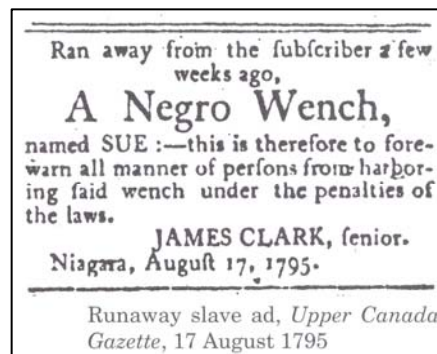 Ran away from the ſubſcriber a few
weeks ago,
A Negro Wench,
named SUE :—this is therefore to fore-
warn all manner of perſons from harbor-
ing ſaid wench under the penalties of
the laws.
JAMES CLARK, ſenior.
Niagara, Auguſt 17, 1795.
Runaway slave ad, Upper Canada
Gazette, 17 August 1795